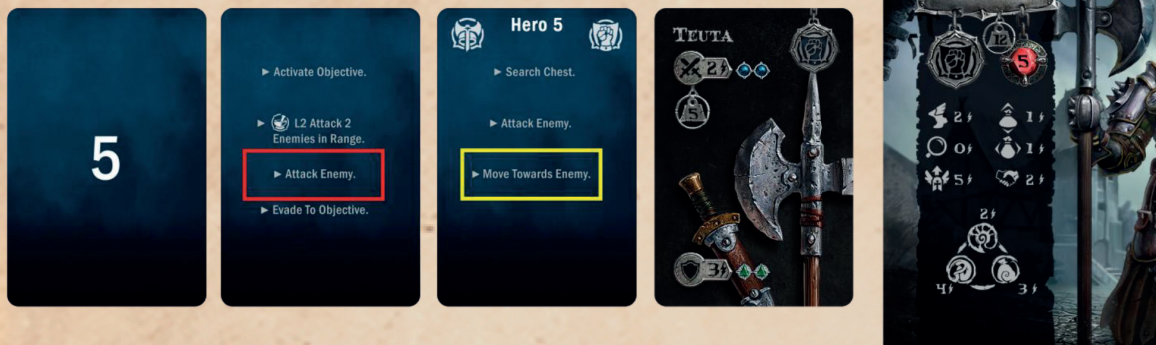 5
► Activate Objective.
► L2 Attack 2
Enemies in Range.
► Attack Enemy.
► Evade To Objective.
Hero 5
► Search Chest.
► Attack Enemy.
► Move Towards Enemy.
TEUTA
2
5
3
12
5
2 1
0 1
5 2
2
4 3